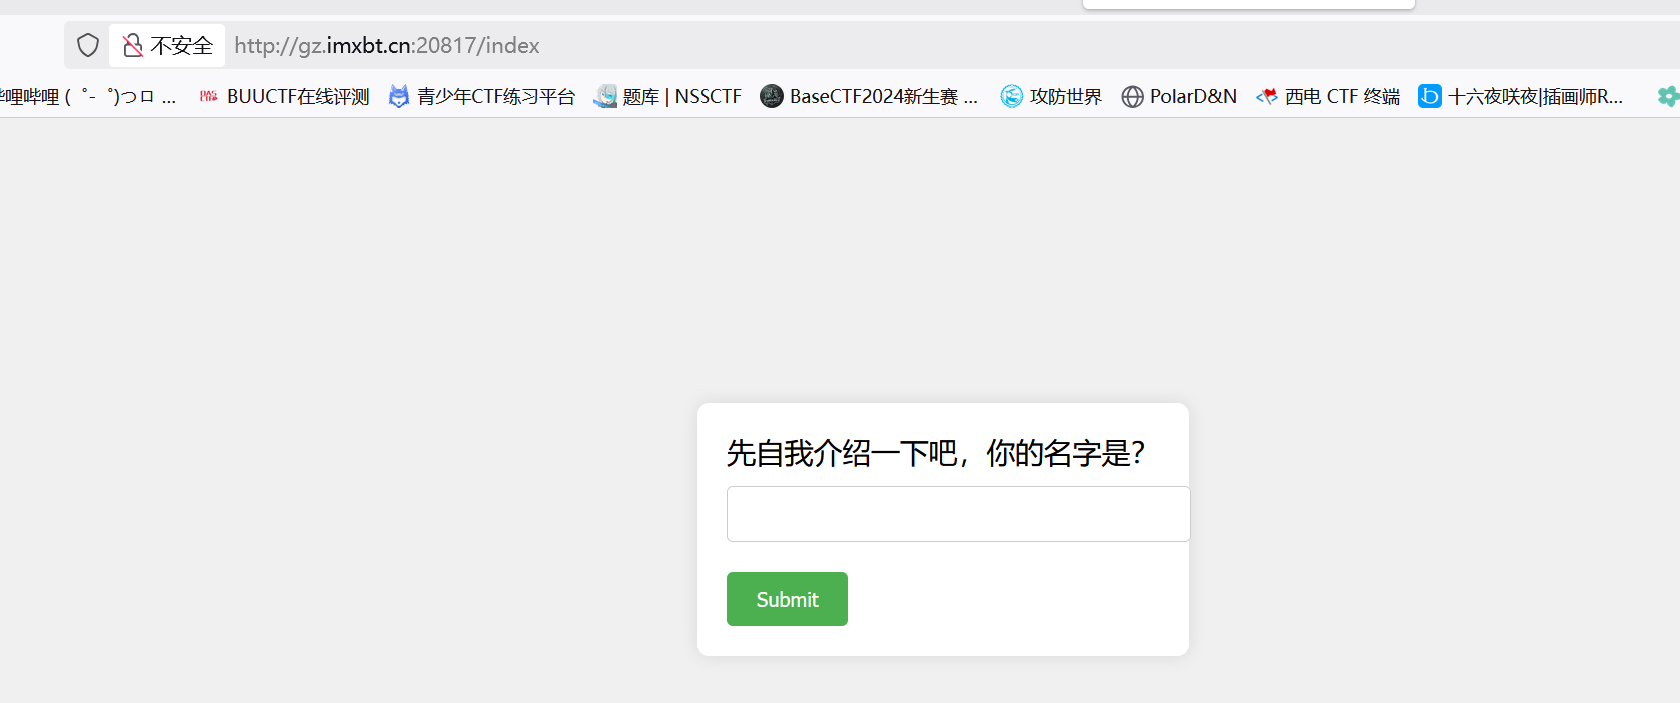 不安全 http://gz.imxbt.cn:20817/index
哔哩哔哩 ( ゜- ゜)つロ ... BUUCTF在线评测 青少年CTF练习平台 题库 | NSSCTF BaseCTF2024新生赛 ... 攻防世界 PolarD&N 西电 CTF 终端 十六夜咲夜|插画师R...
先自我介绍一下吧，你的名字是?
Submit